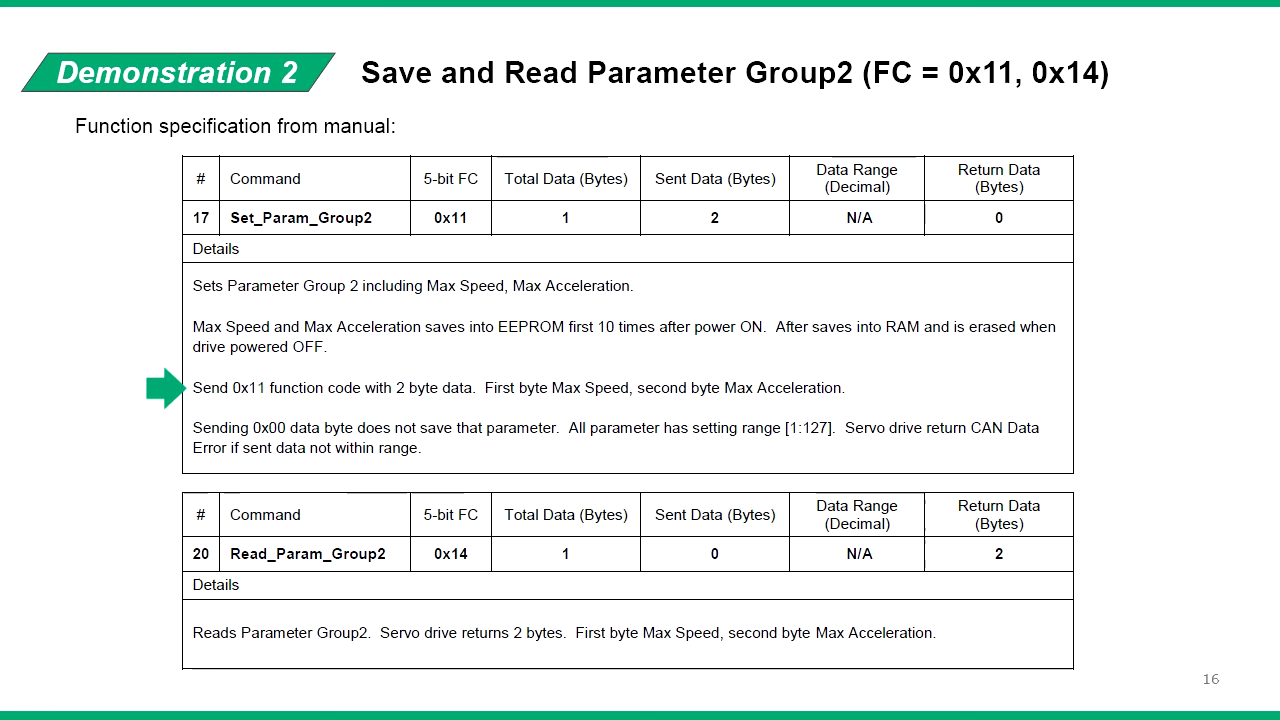 Demonstration 2
Save and Read Parameter Group2 (FC = 0x11, 0x14)
Function specification from manual:
# Command 5-bit FC Total Data (Bytes) Sent Data (Bytes) Data Range (Decimal) Return Data (Bytes)
17 Set_Param_Group2 0x11 1 2 N/A 0
Details
Sets Parameter Group 2 including Max Speed, Max Acceleration.
Max Speed and Max Acceleration saves into EEPROM first 10 times after power ON. After saves into RAM and is erased when
drive powered OFF.
Send 0x11 function code with 2 byte data. First byte Max Speed, second byte Max Acceleration.
Sending 0x00 data byte does not save that parameter. All parameter has setting range [1:127]. Servo drive return CAN Data
Error if sent data not within range.
# Command 5-bit FC Total Data (Bytes) Sent Data (Bytes) Data Range (Decimal) Return Data (Bytes)
20 Read_Param_Group2 0x14 1 0 N/A 2
Details
Reads Parameter Group2. Servo drive returns 2 bytes. First byte Max Speed, second byte Max Acceleration.
16